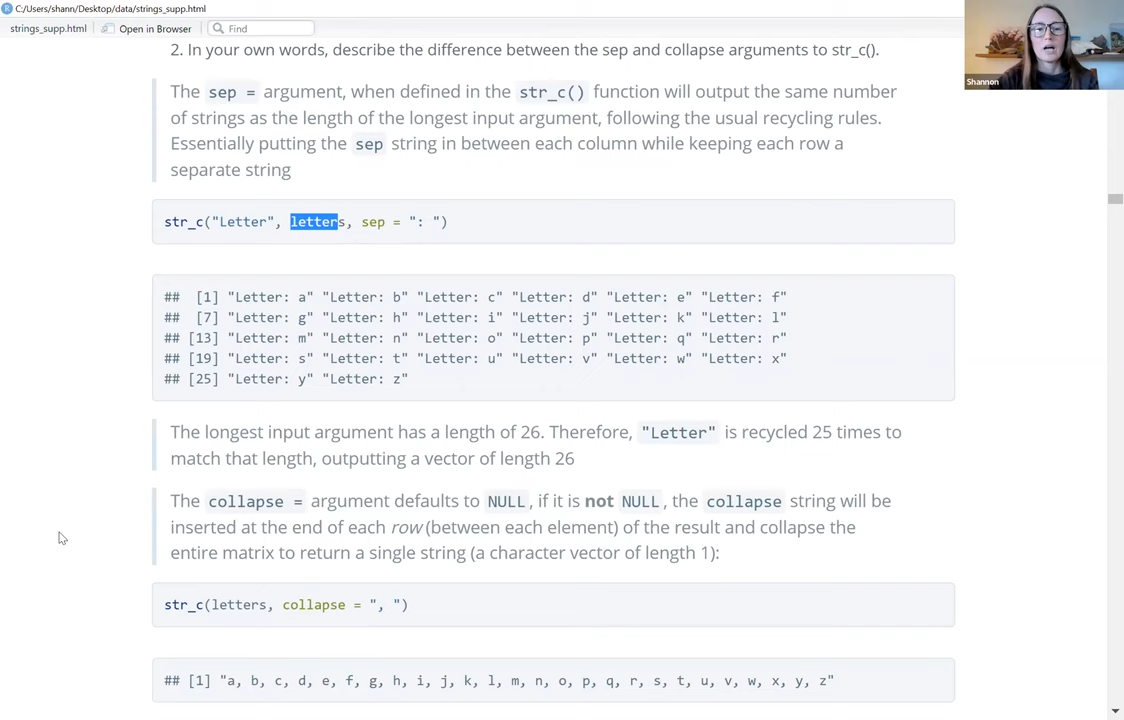 C:/Users/shann/Desktop/data/strings_supp.html
strings_supp.html Open in Browser Find
Shannon
2. In your own words, describe the difference between the sep and collapse arguments to str_c().
The sep = argument, when defined in the str_c() function will output the same number
of strings as the length of the longest input argument, following the usual recycling rules.
Essentially putting the sep string in between each column while keeping each row a
separate string
str_c("Letter", letters, sep = ": ")
## [1] "Letter: a" "Letter: b" "Letter: c" "Letter: d" "Letter: e" "Letter: f"
## [7] "Letter: g" "Letter: h" "Letter: i" "Letter: j" "Letter: k" "Letter: l"
## [13] "Letter: m" "Letter: n" "Letter: o" "Letter: p" "Letter: q" "Letter: r"
## [19] "Letter: s" "Letter: t" "Letter: u" "Letter: v" "Letter: w" "Letter: x"
## [25] "Letter: y" "Letter: z"
The longest input argument has a length of 26. Therefore, "Letter" is recycled 25 times to
match that length, outputting a vector of length 26
The collapse = argument defaults to NULL, if it is not NULL, the collapse string will be
inserted at the end of each row (between each element) of the result and collapse the
entire matrix to return a single string (a character vector of length 1):
str_c(letters, collapse = ", ")
## [1] "a, b, c, d, e, f, g, h, i, j, k, l, m, n, o, p, q, r, s, t, u, v, w, x, y, z"